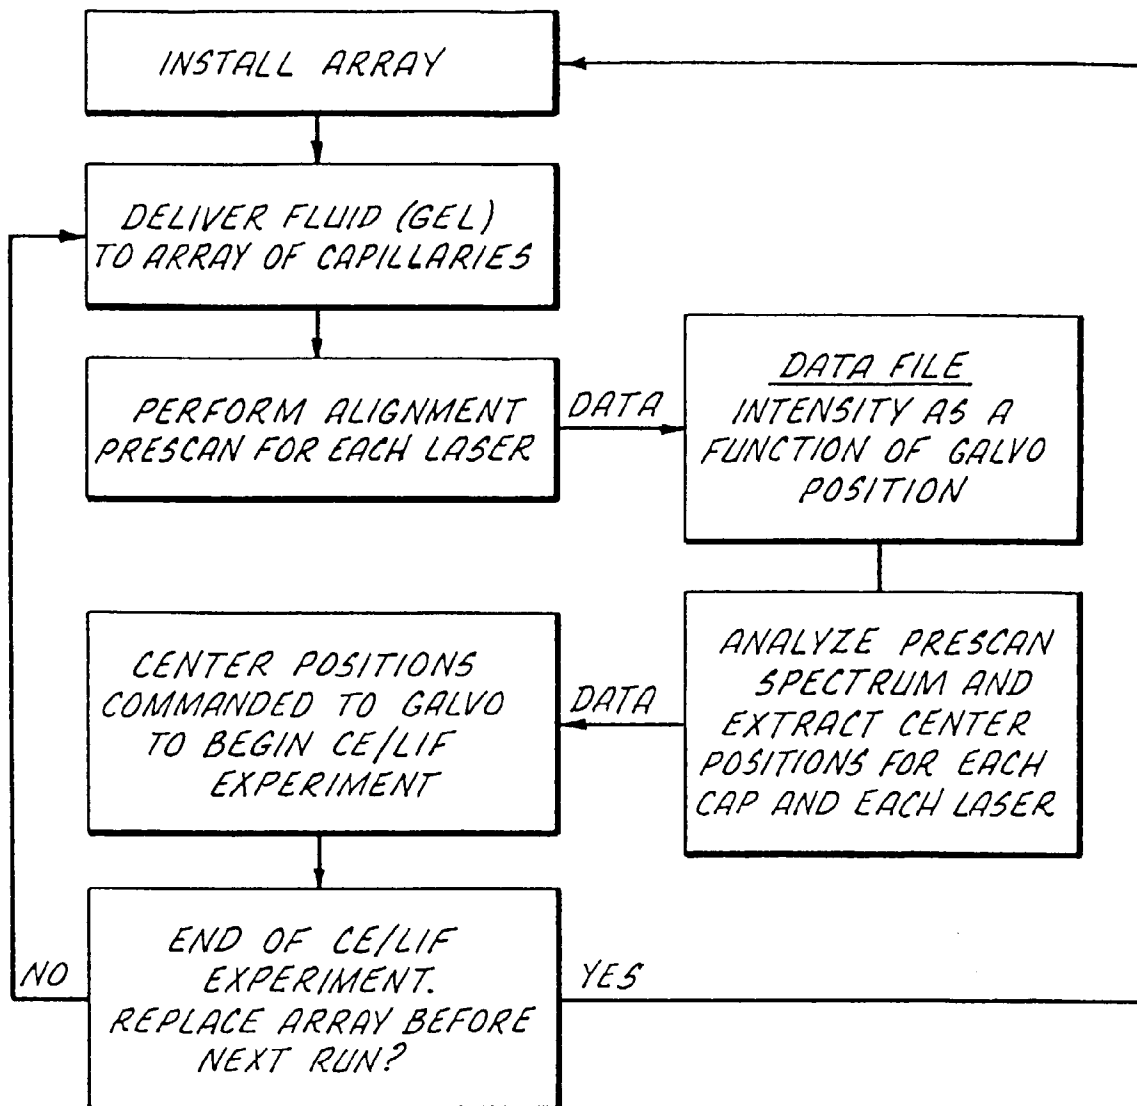 INSTALL ARRAY
DELIVER FLUID (GEL)
TO ARRAY OF CAPILLARIES
PERFORM ALIGNMENT
PRESCAN FOR EACH LASER
DATA
DATA FILE
INTENSITY AS A
FUNCTION OF GALVO
POSITION
ANALYZE PRESCAN
SPECTRUM AND
EXTRACT CENTER
POSITIONS FOR EACH
CAP AND EACH LASER
DATA
CENTER POSITIONS
COMMANDED TO GALVO
TO BEGIN CE/LIF
EXPERIMENT
END OF CE/LIF
EXPERIMENT.
REPLACE ARRAY BEFORE
NEXT RUN?
NO
YES